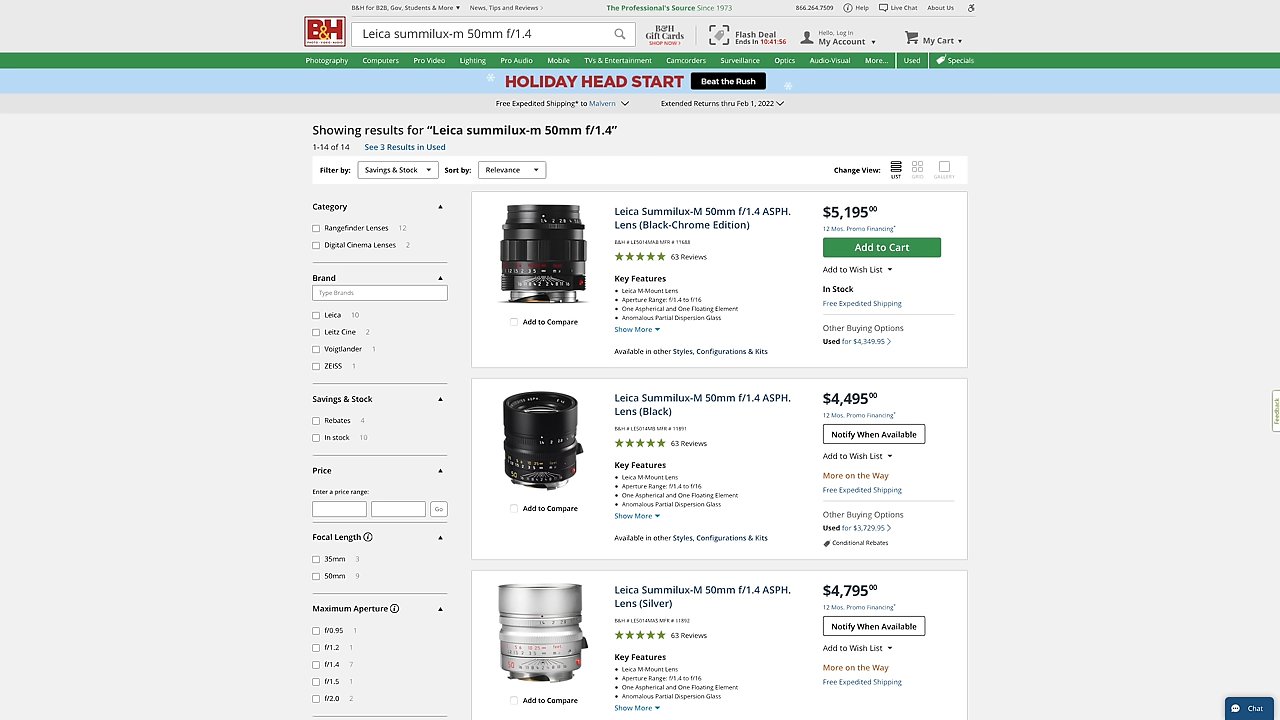 B&H for B2B, Gov, Students & More ▼ News, Tips and Reviews ›
The Professional's Source Since 1973
866.264.7509 Help Live Chat About Us
B&H
PHOTO · VIDEO · AUDIO
Leica summilux-m 50mm f/1.4
B&H
Gift Cards
SHOP NOW ›
Flash Deal
Ends In 10:41:56
Hello, Log In
My Account ▼
My Cart ▼
Photography Computers Pro Video Lighting Pro Audio Mobile TVs & Entertainment Camcorders Surveillance Optics Audio-Visual More... Used Specials
HOLIDAY HEAD START Beat the Rush
Free Expedited Shipping* to Malvern Extended Returns thru Feb 1, 2022
Showing results for “Leica summilux-m 50mm f/1.4”
1-14 of 14 See 3 Results in Used
Filter by: Savings & Stock ▼ Sort by: Relevance ▼
Change View: LIST GRID GALLERY
Category ▲
Rangefinder Lenses 12
Digital Cinema Lenses 2
Brand ▲
Type Brands
Leica 10
Leitz Cine 2
Voigtlander 1
ZEISS 1
Savings & Stock ▲
Rebates 4
In stock 10
Price ▲
Enter a price range:
Go
Focal Length ▲
35mm 3
50mm 9
Maximum Aperture ▲
f/0.95 1
f/1.2 1
f/1.4 7
f/1.5 1
f/2.0 2
Leica Summilux-M 50mm f/1.4 ASPH.
Lens (Black-Chrome Edition)
B&H # LE5014MAB MFR # 11688
63 Reviews
Key Features
• Leica M-Mount Lens
• Aperture Range: f/1.4 to f/16
• One Aspherical and One Floating Element
• Anomalous Partial Dispersion Glass
Show More
Add to Compare
Available in other Styles, Configurations & Kits
$5,195.00
12 Mos. Promo Financing*
Add to Cart
Add to Wish List ▼
In Stock
Free Expedited Shipping
Other Buying Options
Used for $4,349.95 >
Leica Summilux-M 50mm f/1.4 ASPH.
Lens (Black)
B&H # LE5014MB MFR # 11891
63 Reviews
Key Features
• Leica M-Mount Lens
• Aperture Range: f/1.4 to f/16
• One Aspherical and One Floating Element
• Anomalous Partial Dispersion Glass
Show More
Add to Compare
Available in other Styles, Configurations & Kits
$4,495.00
12 Mos. Promo Financing*
Notify When Available
Add to Wish List ▼
More on the Way
Free Expedited Shipping
Other Buying Options
Used for $3,729.95 >
Conditional Rebates
Leica Summilux-M 50mm f/1.4 ASPH.
Lens (Silver)
B&H # LE5014MAS MFR # 11892
63 Reviews
Key Features
• Leica M-Mount Lens
• Aperture Range: f/1.4 to f/16
• One Aspherical and One Floating Element
• Anomalous Partial Dispersion Glass
Show More
Add to Compare
$4,795.00
12 Mos. Promo Financing*
Notify When Available
Add to Wish List ▼
More on the Way
Free Expedited Shipping
Feedback
Chat